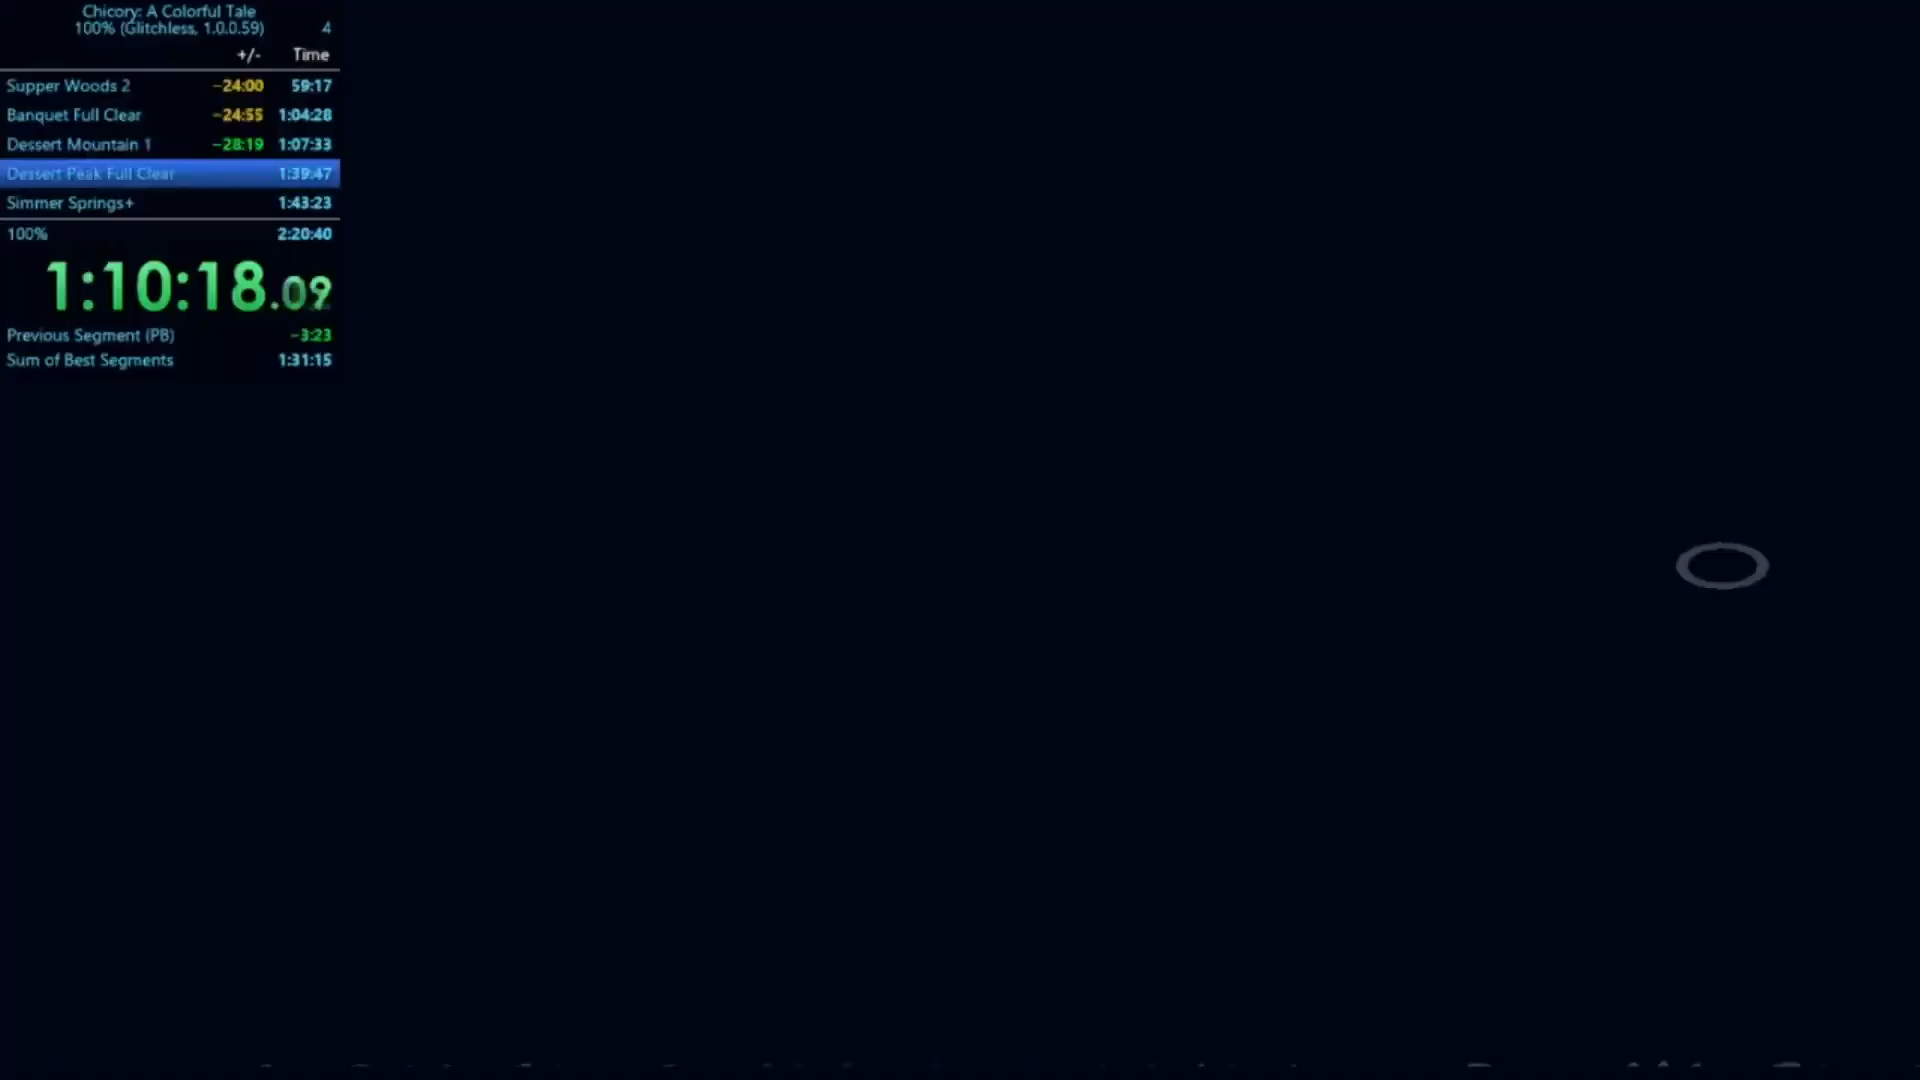 Chicory: A Colorful Tale
100% (Glitchless, 1.0.0.59) 4
+/- Time
Supper Woods 2 -24:00 59:17
Banquet Full Clear -24:55 1:04:28
Dessert Mountain 1 -28:19 1:07:33
Dessert Peak Full Clear 1:39:47
Simmer Springs+ 1:43:23
100% 2:20:40
1:10:18.09
Previous Segment (PB) -3:23
Sum of Best Segments 1:31:15